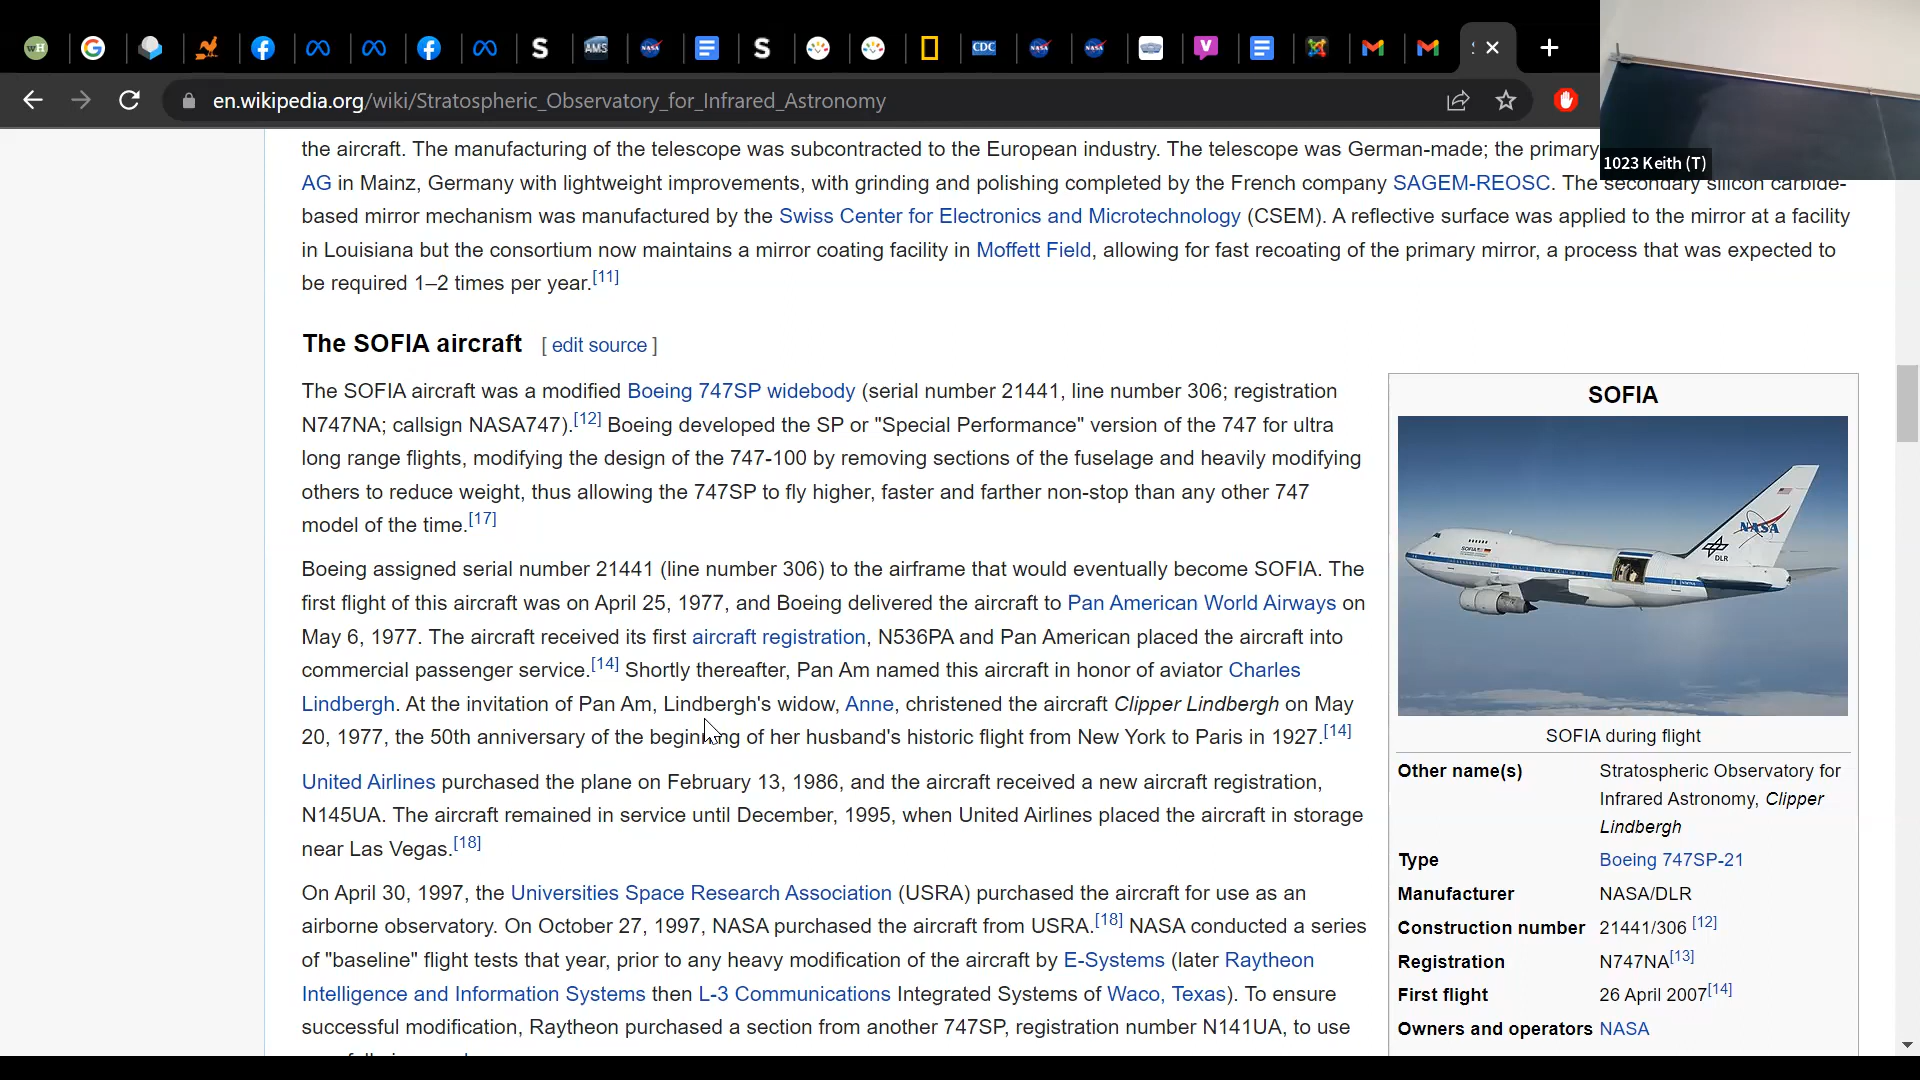 en.wikipedia.org/wiki/Stratospheric_Observatory_for_Infrared_Astronomy
1023 Keith (T)
the aircraft. The manufacturing of the telescope was subcontracted to the European industry. The telescope was German-made; the primary
AG in Mainz, Germany with lightweight improvements, with grinding and polishing completed by the French company SAGEM-REOSC. The secondary silicon carbide-
based mirror mechanism was manufactured by the Swiss Center for Electronics and Microtechnology (CSEM). A reflective surface was applied to the mirror at a facility
in Louisiana but the consortium now maintains a mirror coating facility in Moffett Field, allowing for fast recoating of the primary mirror, a process that was expected to
be required 1–2 times per year.[11]
The SOFIA aircraft [ edit source ]
The SOFIA aircraft was a modified Boeing 747SP widebody (serial number 21441, line number 306; registration
N747NA; callsign NASA747).[12] Boeing developed the SP or "Special Performance" version of the 747 for ultra
long range flights, modifying the design of the 747-100 by removing sections of the fuselage and heavily modifying
others to reduce weight, thus allowing the 747SP to fly higher, faster and farther non-stop than any other 747
model of the time.[17]
Boeing assigned serial number 21441 (line number 306) to the airframe that would eventually become SOFIA. The
first flight of this aircraft was on April 25, 1977, and Boeing delivered the aircraft to Pan American World Airways on
May 6, 1977. The aircraft received its first aircraft registration, N536PA and Pan American placed the aircraft into
commercial passenger service.[14] Shortly thereafter, Pan Am named this aircraft in honor of aviator Charles
Lindbergh. At the invitation of Pan Am, Lindbergh's widow, Anne, christened the aircraft Clipper Lindbergh on May
20, 1977, the 50th anniversary of the beginning of her husband's historic flight from New York to Paris in 1927.[14]
United Airlines purchased the plane on February 13, 1986, and the aircraft received a new aircraft registration,
N145UA. The aircraft remained in service until December, 1995, when United Airlines placed the aircraft in storage
near Las Vegas.[18]
On April 30, 1997, the Universities Space Research Association (USRA) purchased the aircraft for use as an
airborne observatory. On October 27, 1997, NASA purchased the aircraft from USRA.[18] NASA conducted a series
of "baseline" flight tests that year, prior to any heavy modification of the aircraft by E-Systems (later Raytheon
Intelligence and Information Systems then L-3 Communications Integrated Systems of Waco, Texas). To ensure
successful modification, Raytheon purchased a section from another 747SP, registration number N141UA, to use
SOFIA
NASA
DLR
SOFIA during flight
Other name(s) Stratospheric Observatory for
Infrared Astronomy, Clipper
Lindbergh
Type Boeing 747SP-21
Manufacturer NASA/DLR
Construction number 21441/306 [12]
Registration N747NA[13]
First flight 26 April 2007[14]
Owners and operators NASA